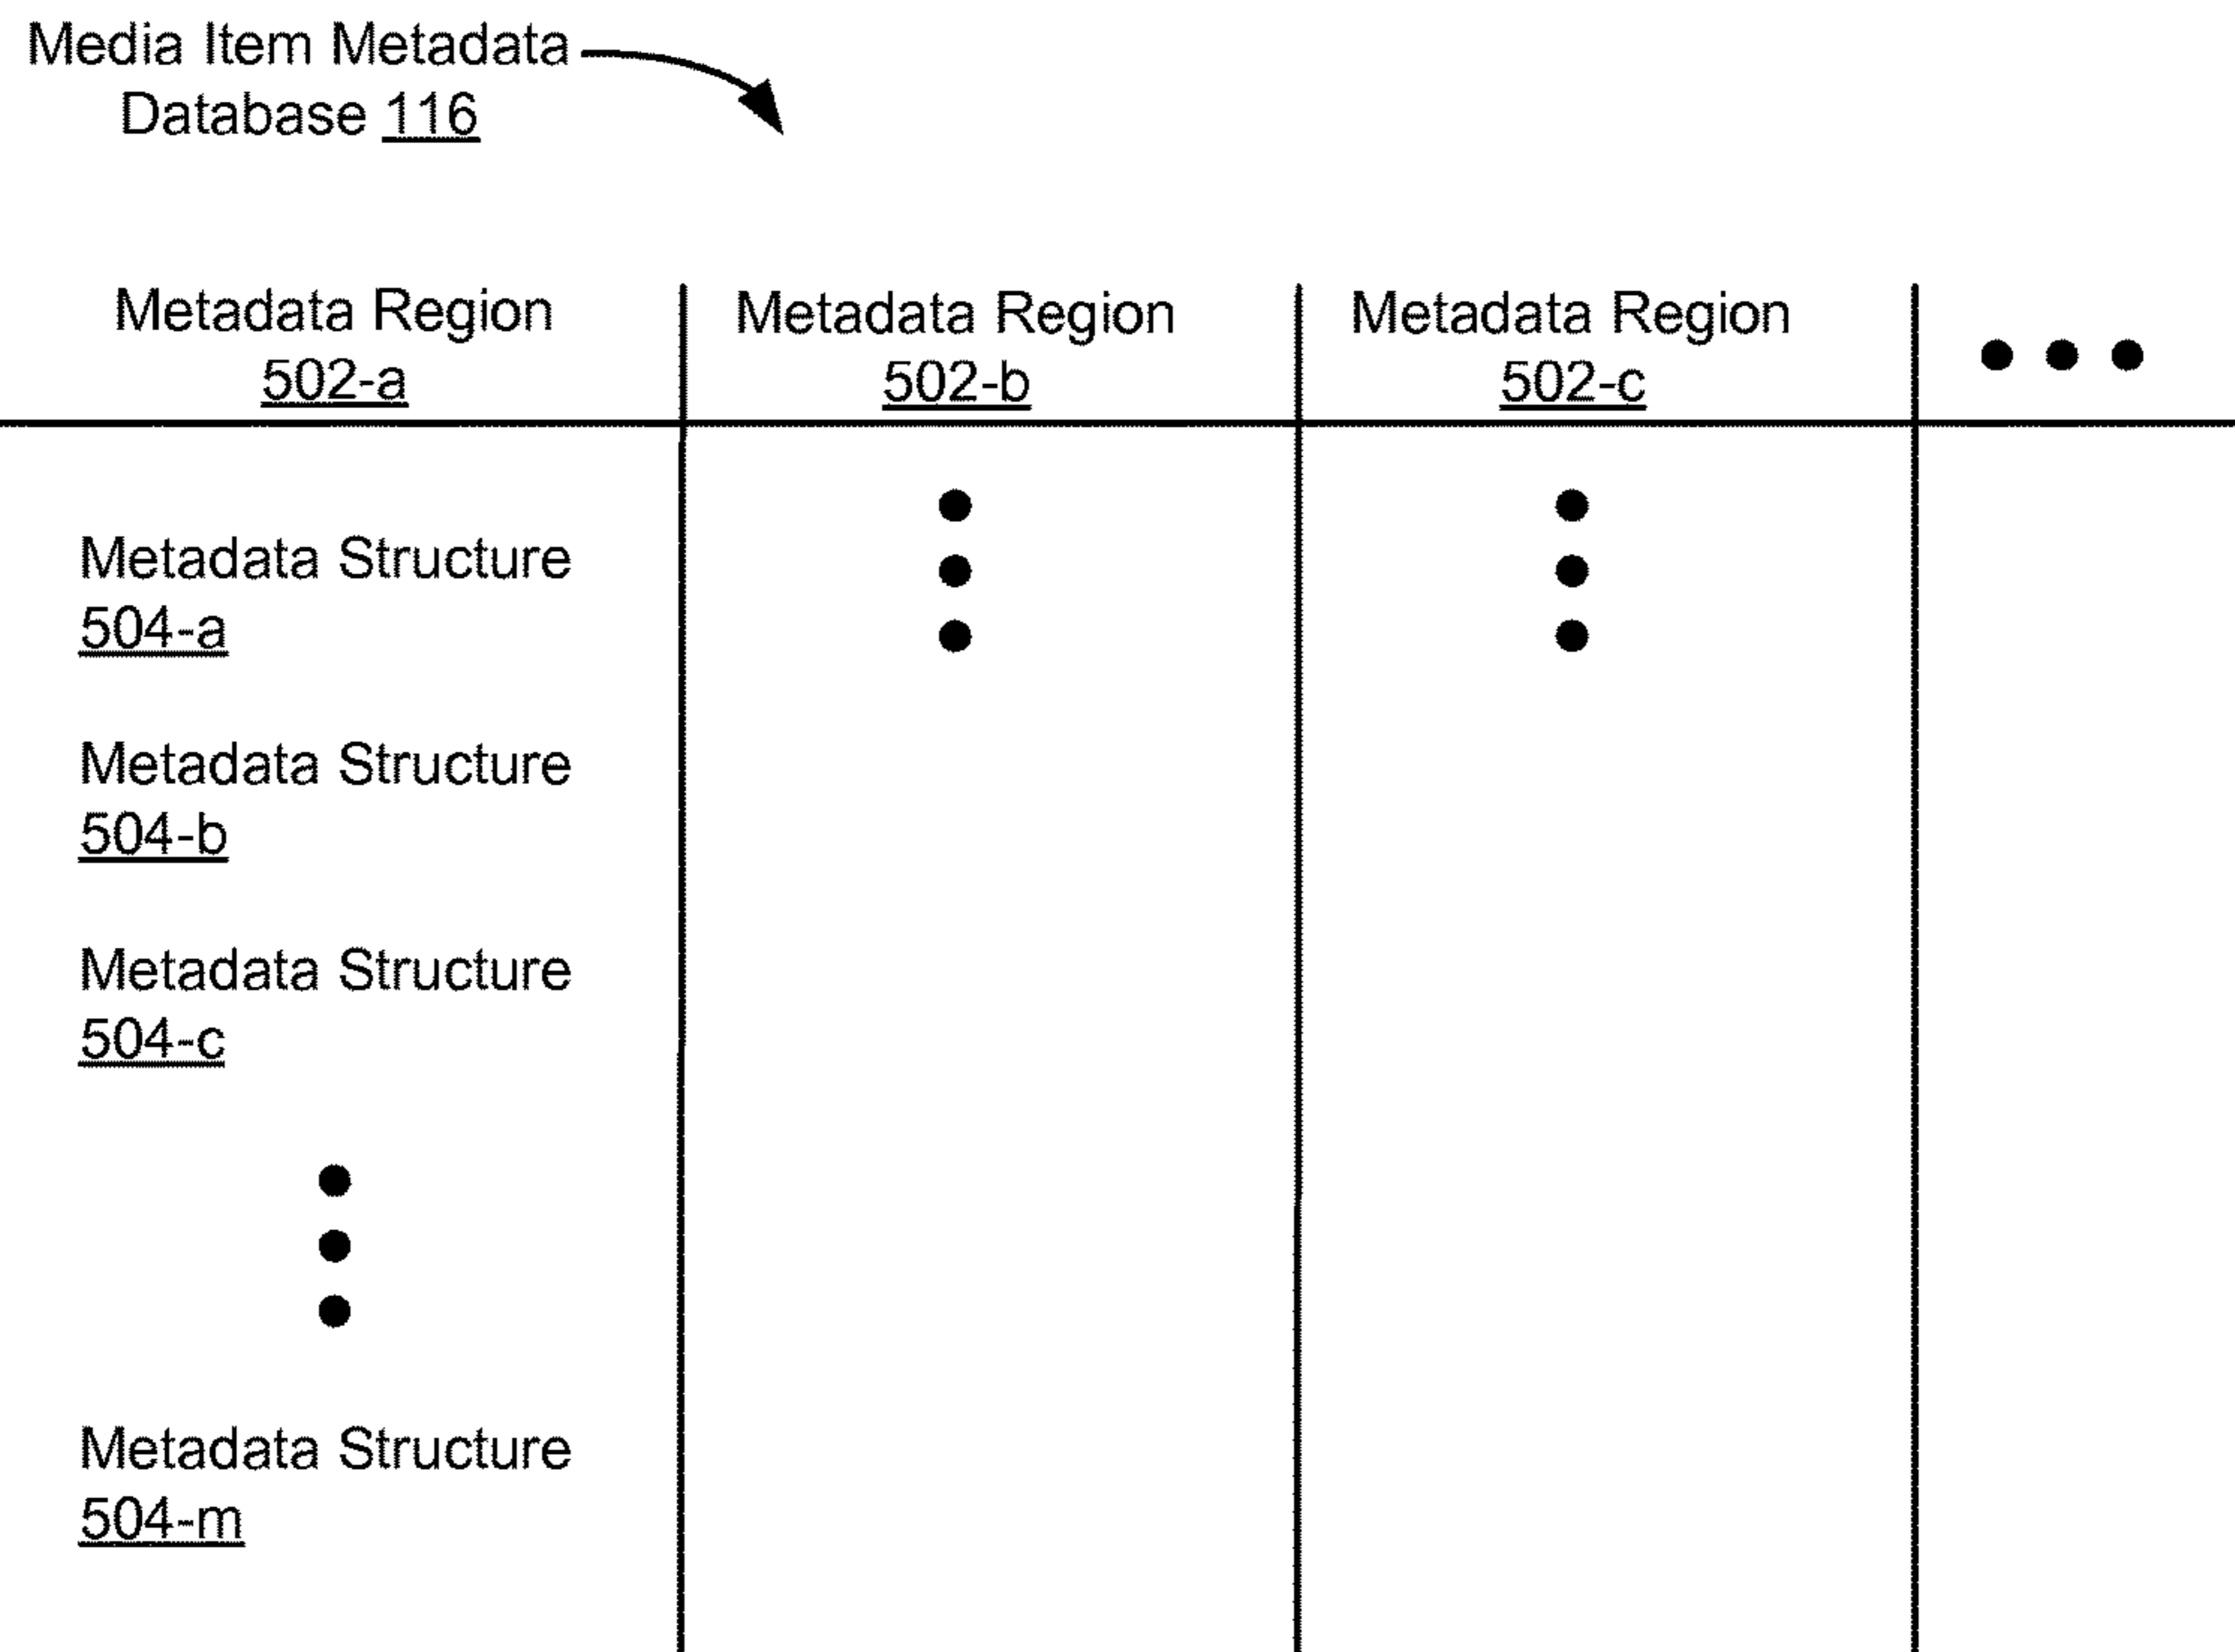 Media Item Metadata
Database 116
Metadata Region
502-a
Metadata Region
502-b
Metadata Region
502-c
Metadata Structure
504-a
Metadata Structure
504-b
Metadata Structure
504-c
Metadata Structure
504-m